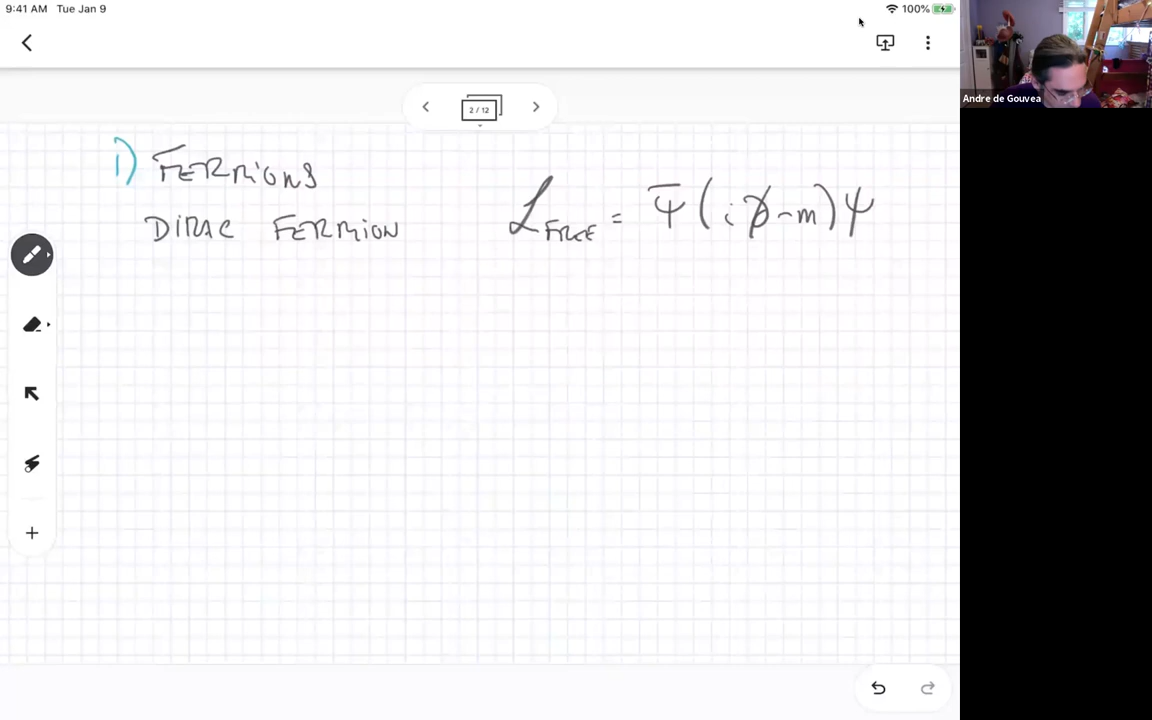 9:41 AM Tue Jan 9
100%
Andre de Gouvea
2 / 12
1) FERMIONS
DIRAC FERMION
ℒ_FREE = Ψ̄ (i∂̸ - m) Ψ